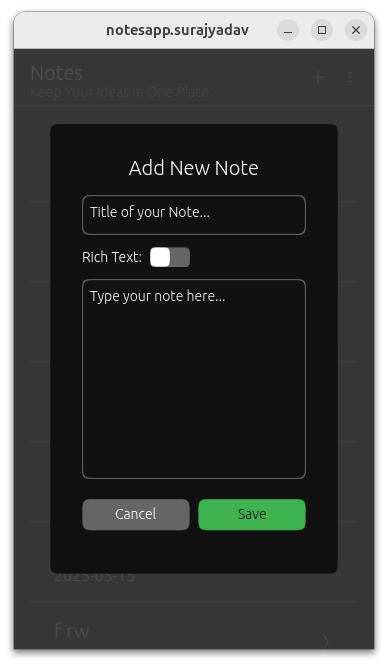 notesapp.surajyadav
Notes
Keep Your Ideas in One Place
Add New Note
Title of your Note...
Rich Text:
Type your note here...
Cancel
Save
2025-05-15
f rw